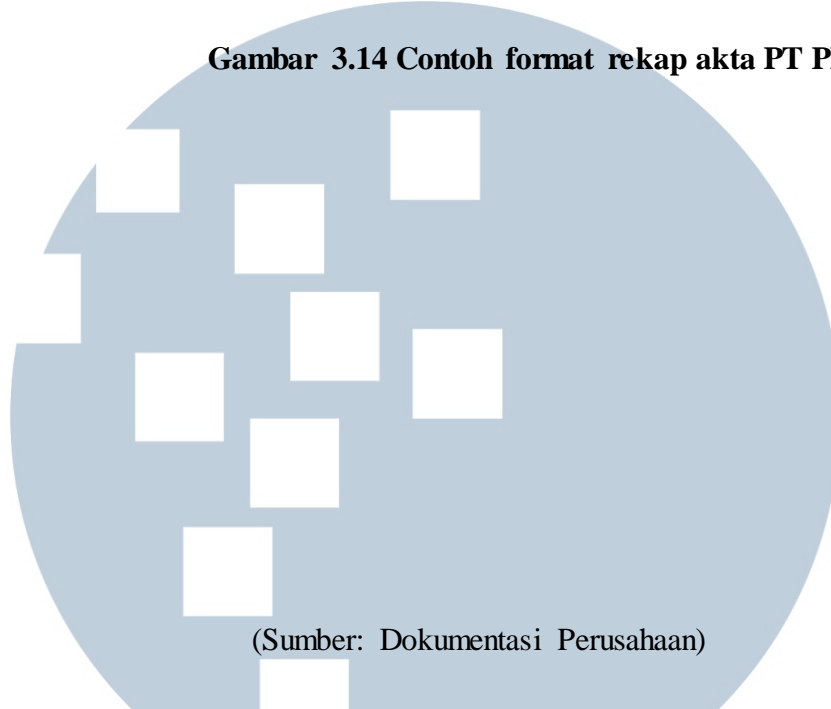 Gambar 3.14 Contoh format rekap akta PT
(Sumber: Dokumentasi Perusahaan)